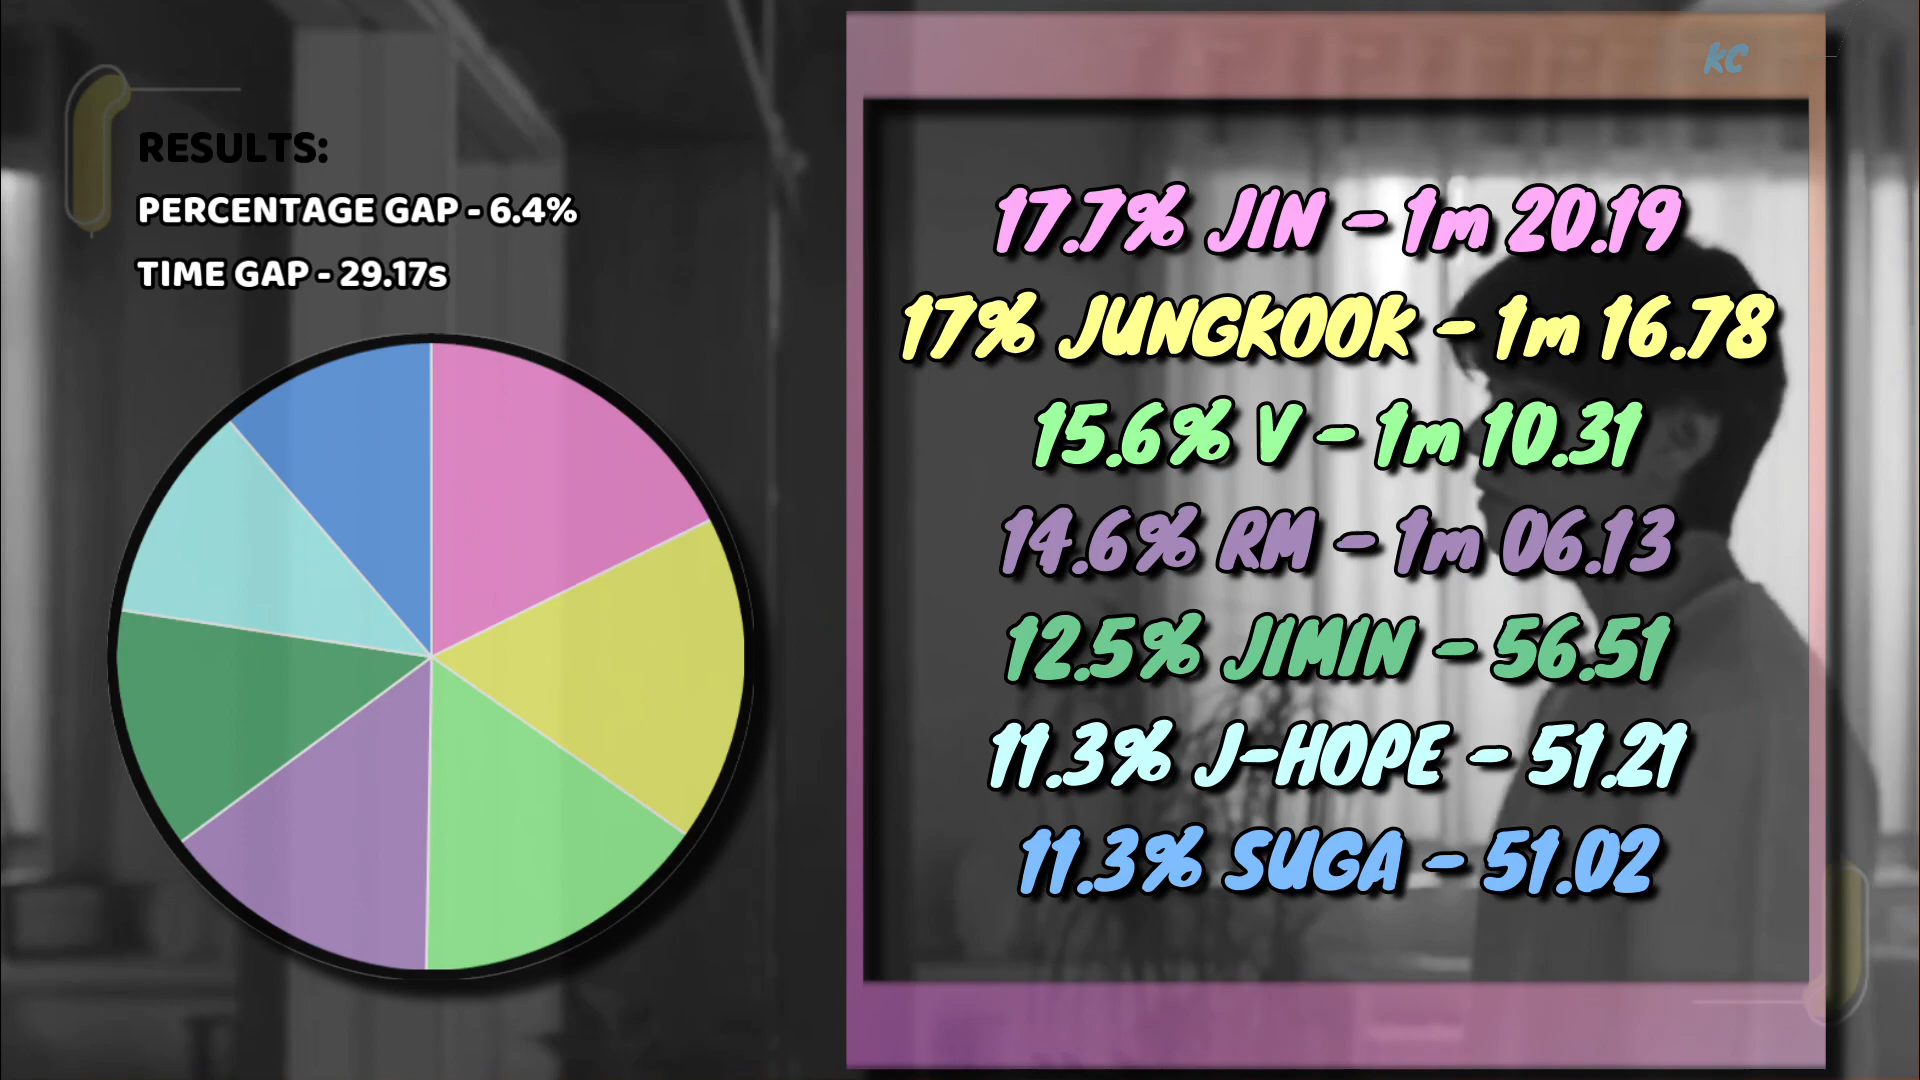 RESULTS:
PERCENTAGE GAP - 6.4%
TIME GAP - 29.17s
KC
17.7% JIN - 1m 20.19
17% JUNGKOOK - 1m 16.78
15.6% V - 1m 10.31
14.6% RM - 1m 06.13
12.5% JIMIN - 56.51
11.3% J-HOPE - 51.21
11.3% SUGA - 51.02